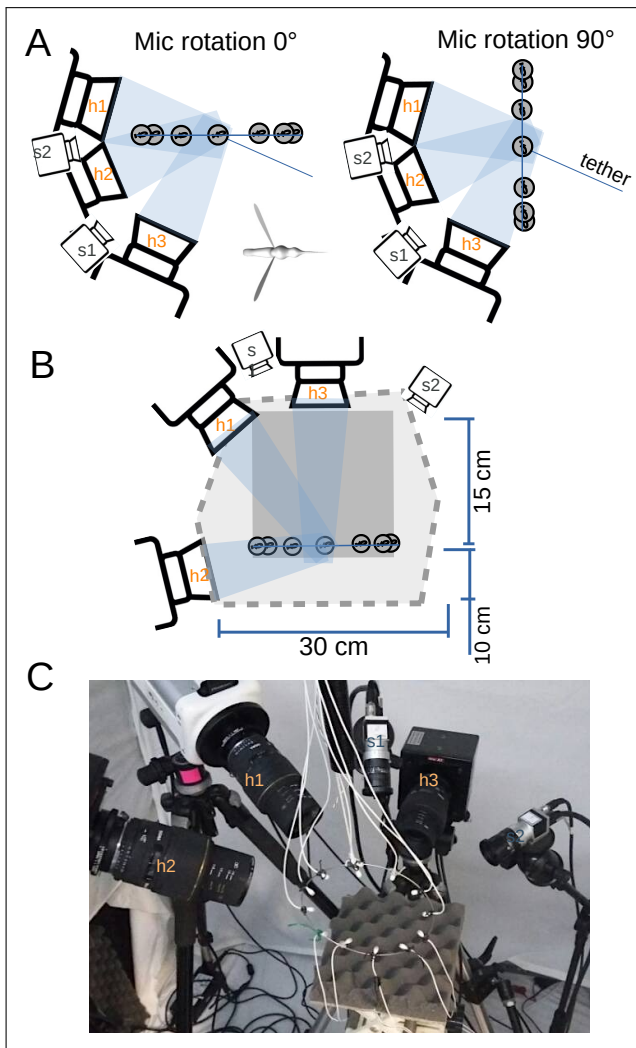 A
Mic rotation 0°
Mic rotation 90°
h1
s2
h2
s1
h3
h1
s2
h2
s1
h3
tether
B
s
h3
s2
h1
h2
15 cm
10 cm
30 cm
C
h1
s1
h3
h2